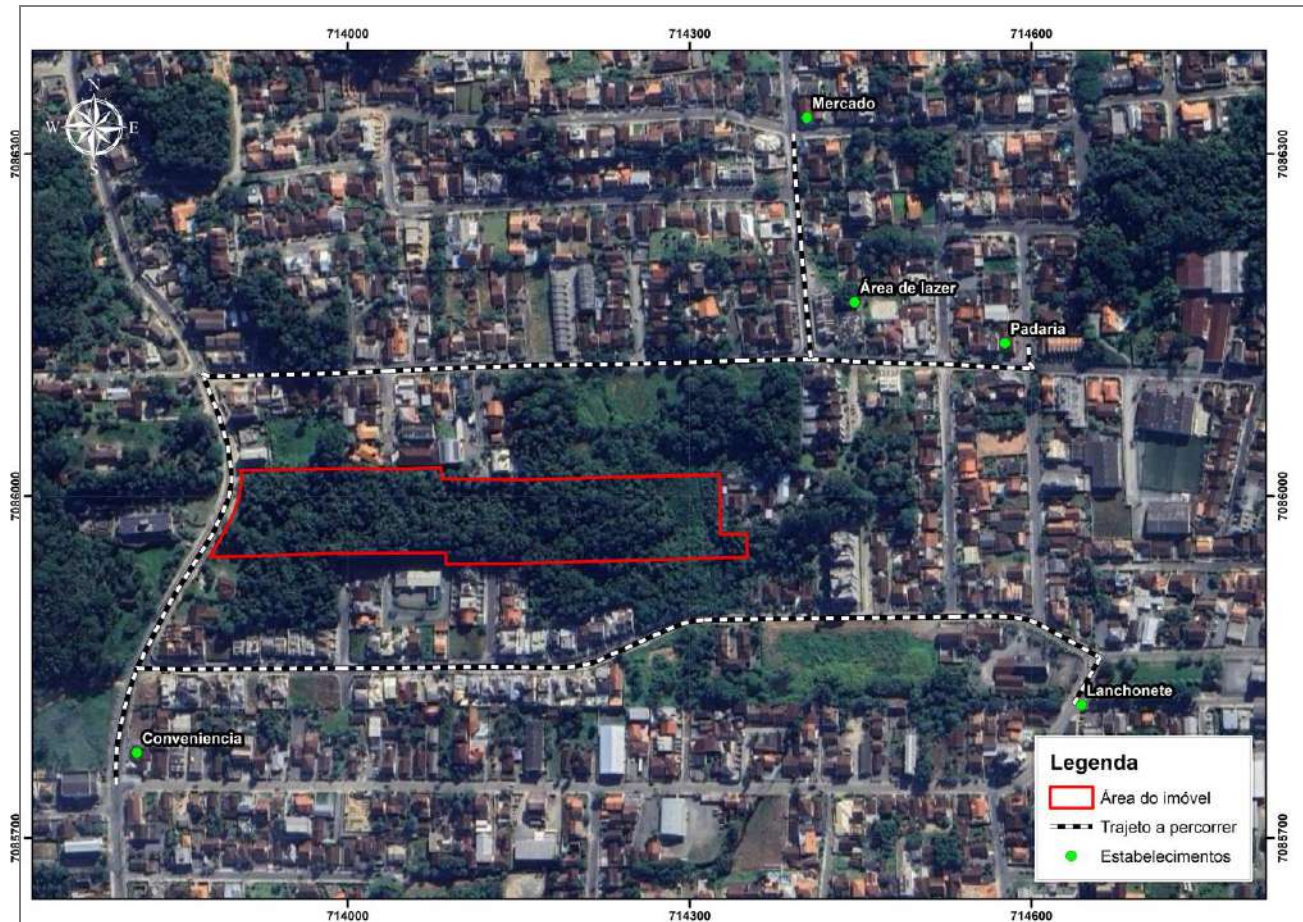 714000
714300
714600
N
W
E
S
Mercado
7086300
7086300
Área de lazer
Padaria
7086000
7086000
Lanchonete
Conveniencia
Legenda
Área do imóvel
Trajeto a percorrer
Estabelecimentos
7085700
7085700
714000
714300
714600